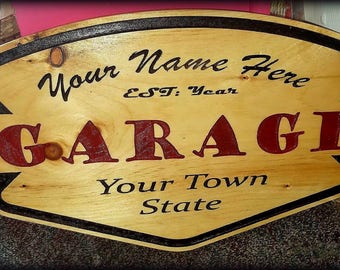 Your Name Here
EST: Year
GARAGE
Your Town
State